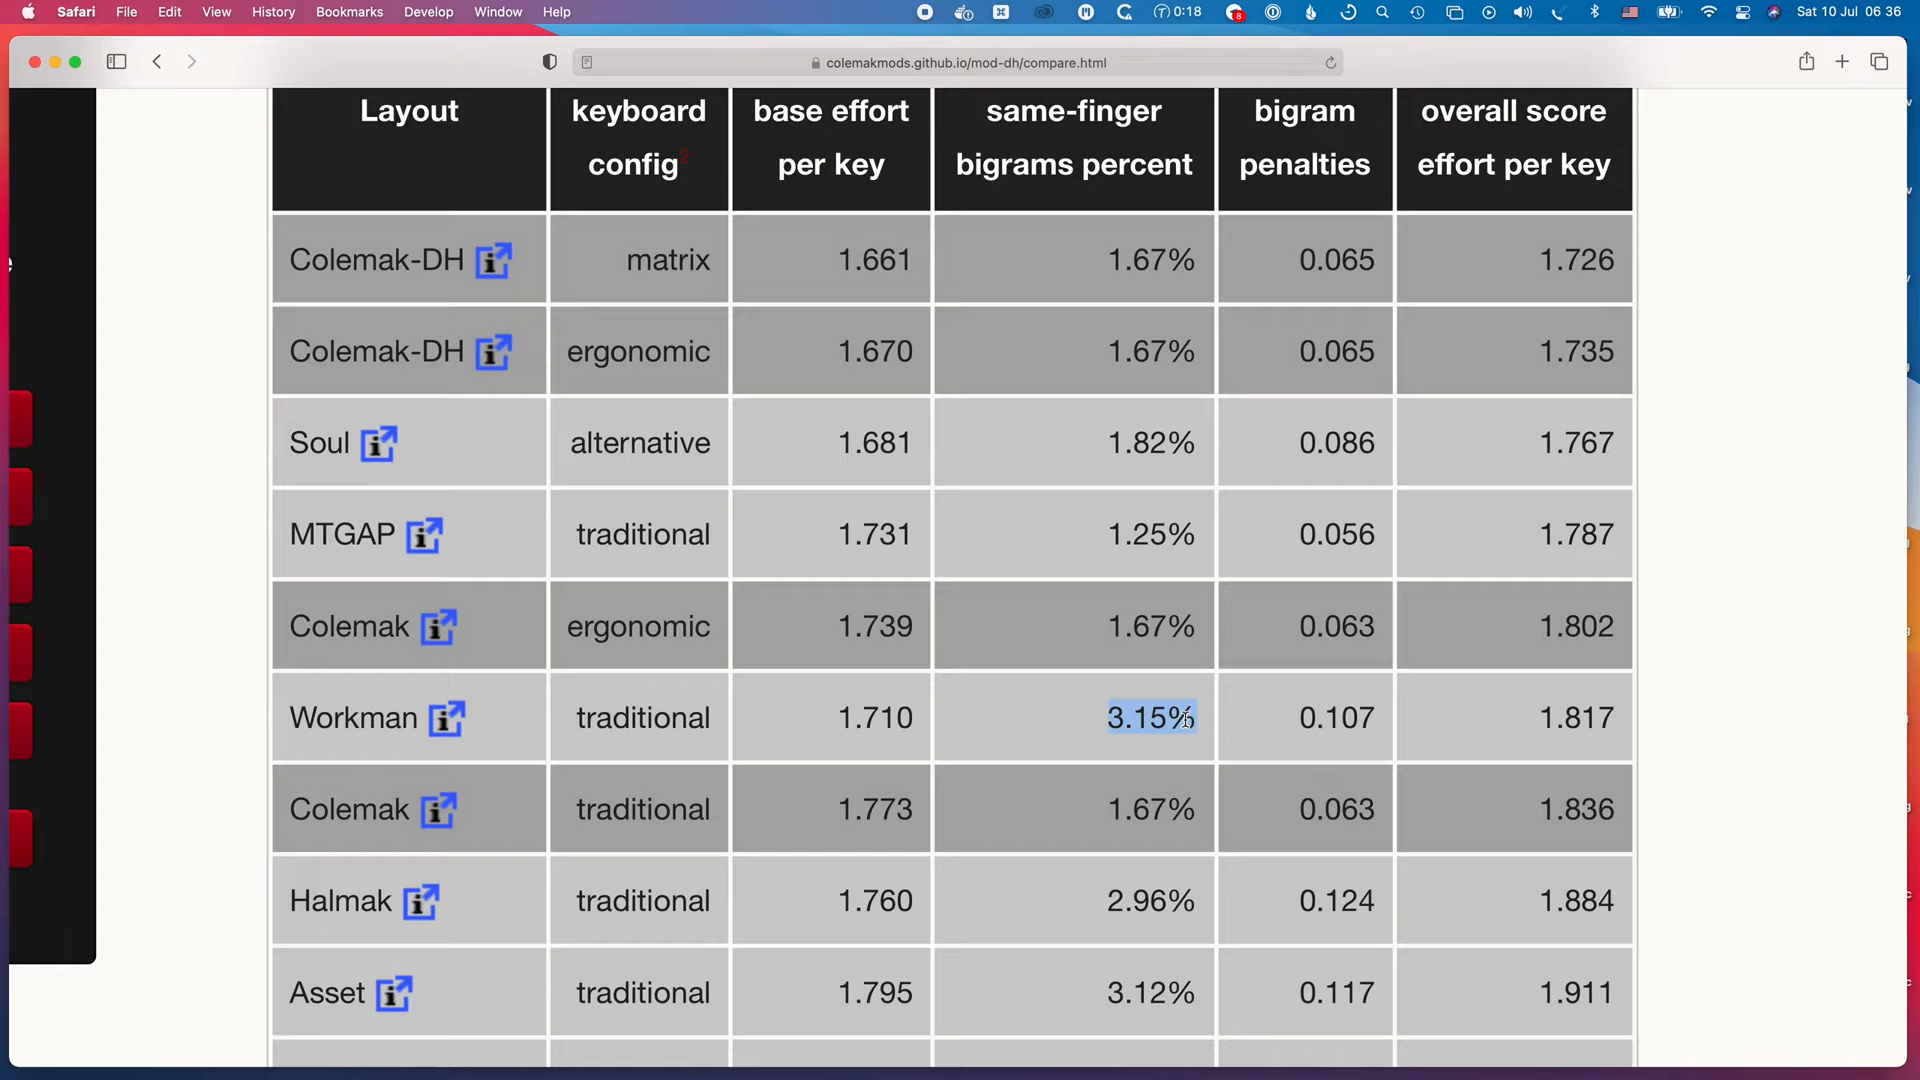 Safari File Edit View History Bookmarks Develop Window Help 0:18 8 Sat 10 Jul 06 36
colemakmods.github.io/mod-dh/compare.html
Layout keyboard config? base effort per key same-finger bigrams percent bigram penalties overall score effort per key
Colemak-DH matrix 1.661 1.67% 0.065 1.726
Colemak-DH ergonomic 1.670 1.67% 0.065 1.735
Soul alternative 1.681 1.82% 0.086 1.767
MTGAP traditional 1.731 1.25% 0.056 1.787
Colemak ergonomic 1.739 1.67% 0.063 1.802
Workman traditional 1.710 3.15% 0.107 1.817
Colemak traditional 1.773 1.67% 0.063 1.836
Halmak traditional 1.760 2.96% 0.124 1.884
Asset traditional 1.795 3.12% 0.117 1.911